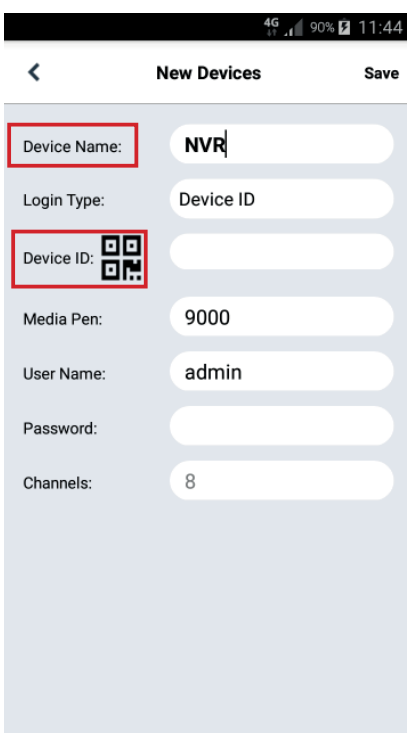 4G 90% 11:44
New Devices Save
Device Name: NVR
Login Type: Device ID
Device ID:
Media Pen: 9000
User Name: admin
Password:
Channels: 8